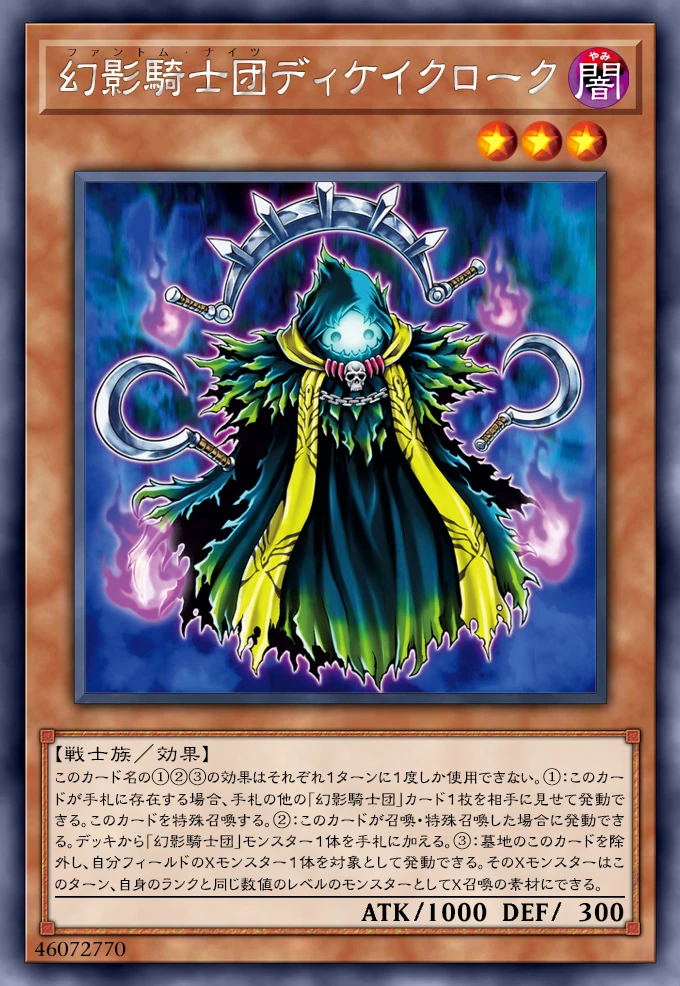 ファントム・ナイツ
幻影騎士団ディケイクローク
やみ
闇
【戦士族／効果】
このカード名の①②③の効果はそれぞれ1ターンに1度しか使用できない。①：このカー
ドが手札に存在する場合、手札の他の「幻影騎士団」カード1枚を相手に見せて発動で
きる。このカードを特殊召喚する。②：このカードが召喚・特殊召喚した場合に発動でき
る。デッキから「幻影騎士団」モンスター1体を手札に加える。③：墓地のこのカードを除
外し、自分フィールドのXモンスター1体を対象として発動できる。そのXモンスターはこ
のターン、自身のランクと同じ数値のレベルのモンスターとしてX召喚の素材にできる。
ATK/1000 DEF/ 300
46072770